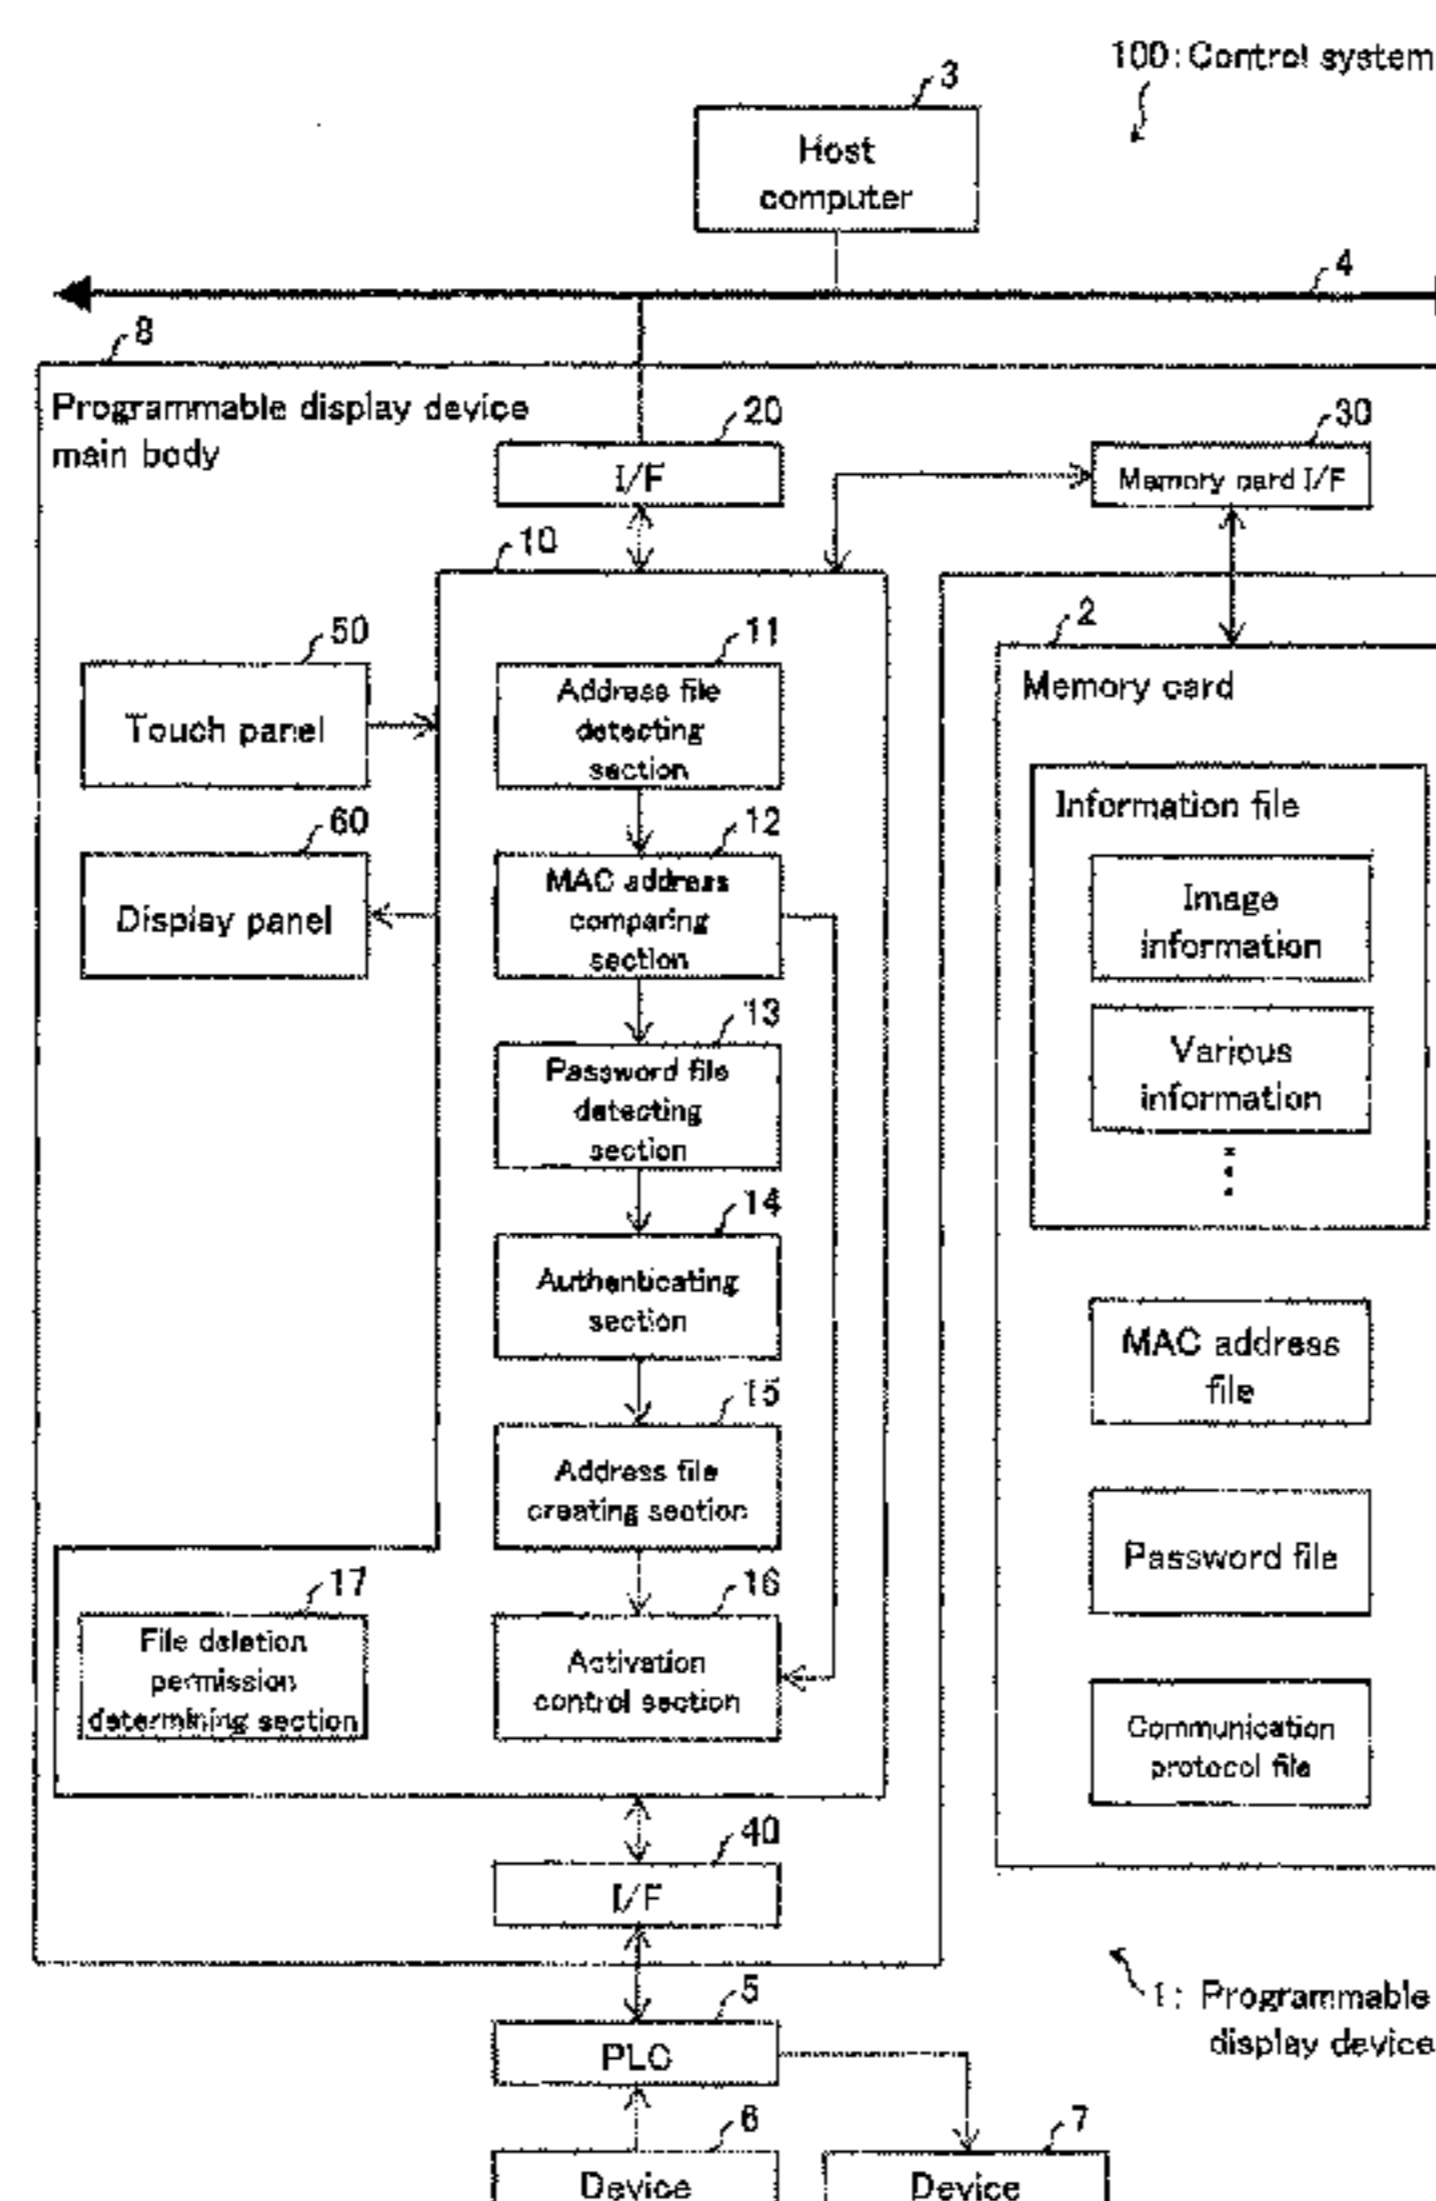 100: Control system
3
Host
computer
4
8
Programmable display device
main body
20
I/F
30
Memory card I/F
10
50
Touch panel
11
Address file
detecting
section
2
Memory card
Information file
60
Display panel
12
MAC address
comparing
section
Image
information
13
Password file
detecting
section
Various
information
14
Authenticating
section
MAC address
file
15
Address file
creating section
Password file
17
File deletion
permission
determining section
16
Activation
control section
Communication
protocol file
40
I/F
5
PLC
1: Programmable
display device
6
Device
7
Device